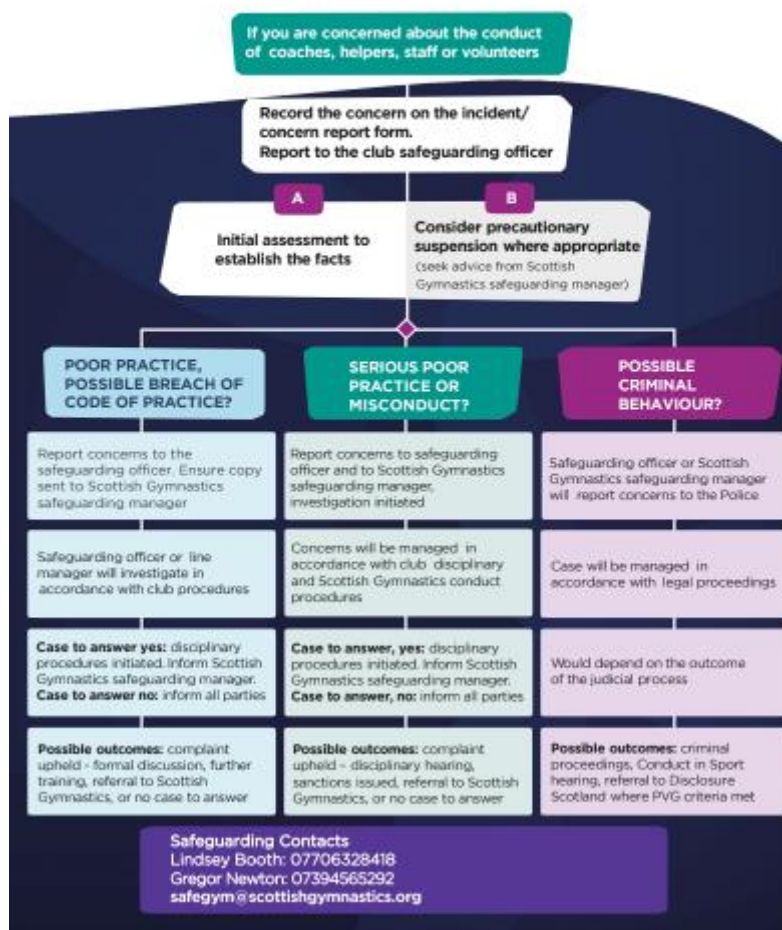 If you are concerned about the conduct
of coaches, helpers, staff or volunteers
Record the concern on the incident/
concern report form.
Report to the club safeguarding officer
A
Initial assessment to
establish the facts
B
Consider precautionary
suspension where appropriate
(seek advice from Scottish
Gymnastics safeguarding manager)
POOR PRACTICE,
POSSIBLE BREACH OF
CODE OF PRACTICE?
Report concerns to the
safeguarding officer. Ensure copy
sent to Scottish Gymnastics
safeguarding manager
Safeguarding officer or line
manager will investigate in
accordance with club procedures
Case to answer yes: disciplinary
procedures initiated. Inform Scottish
Gymnastics safeguarding manager.
Case to answer no: inform all parties
Possible outcomes: complaint
upheld - formal discussion, further
training, referral to Scottish
Gymnastics, or no case to answer
SERIOUS POOR
PRACTICE OR
MISCONDUCT?
Report concerns to safeguarding
officer and to Scottish Gymnastics
safeguarding manager,
investigation initiated
Concerns will be managed in
accordance with club disciplinary
and Scottish Gymnastics conduct
procedures
Case to answer, yes: disciplinary
procedures initiated. Inform Scottish
Gymnastics safeguarding manager.
Case to answer, no: inform all parties
Possible outcomes: complaint
upheld – disciplinary hearing,
sanctions issued, referral to Scottish
Gymnastics, or no case to answer
POSSIBLE
CRIMINAL
BEHAVIOUR?
Safeguarding officer or Scottish
Gymnastics safeguarding manager
will report concerns to the Police
Case will be managed in
accordance with legal proceedings
Would depend on the outcome
of the judicial process
Possible outcomes: criminal
proceedings, Conduct in Sport
hearing, referral to Disclosure
Scotland where PVG criteria met
Safeguarding Contacts
Lindsey Booth: 07706328418
Gregor Newton: 07394565292
safegym@scottishgymnastics.org